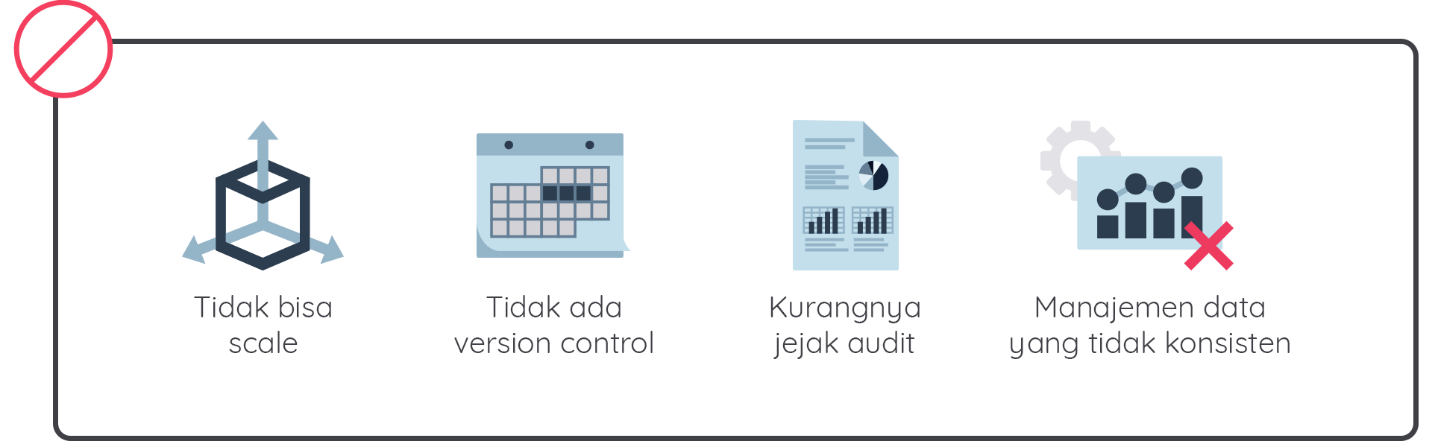 Tidak bisa
scale
Tidak ada
version control
Kurangnya
jejak audit
Manajemen data
yang tidak konsisten